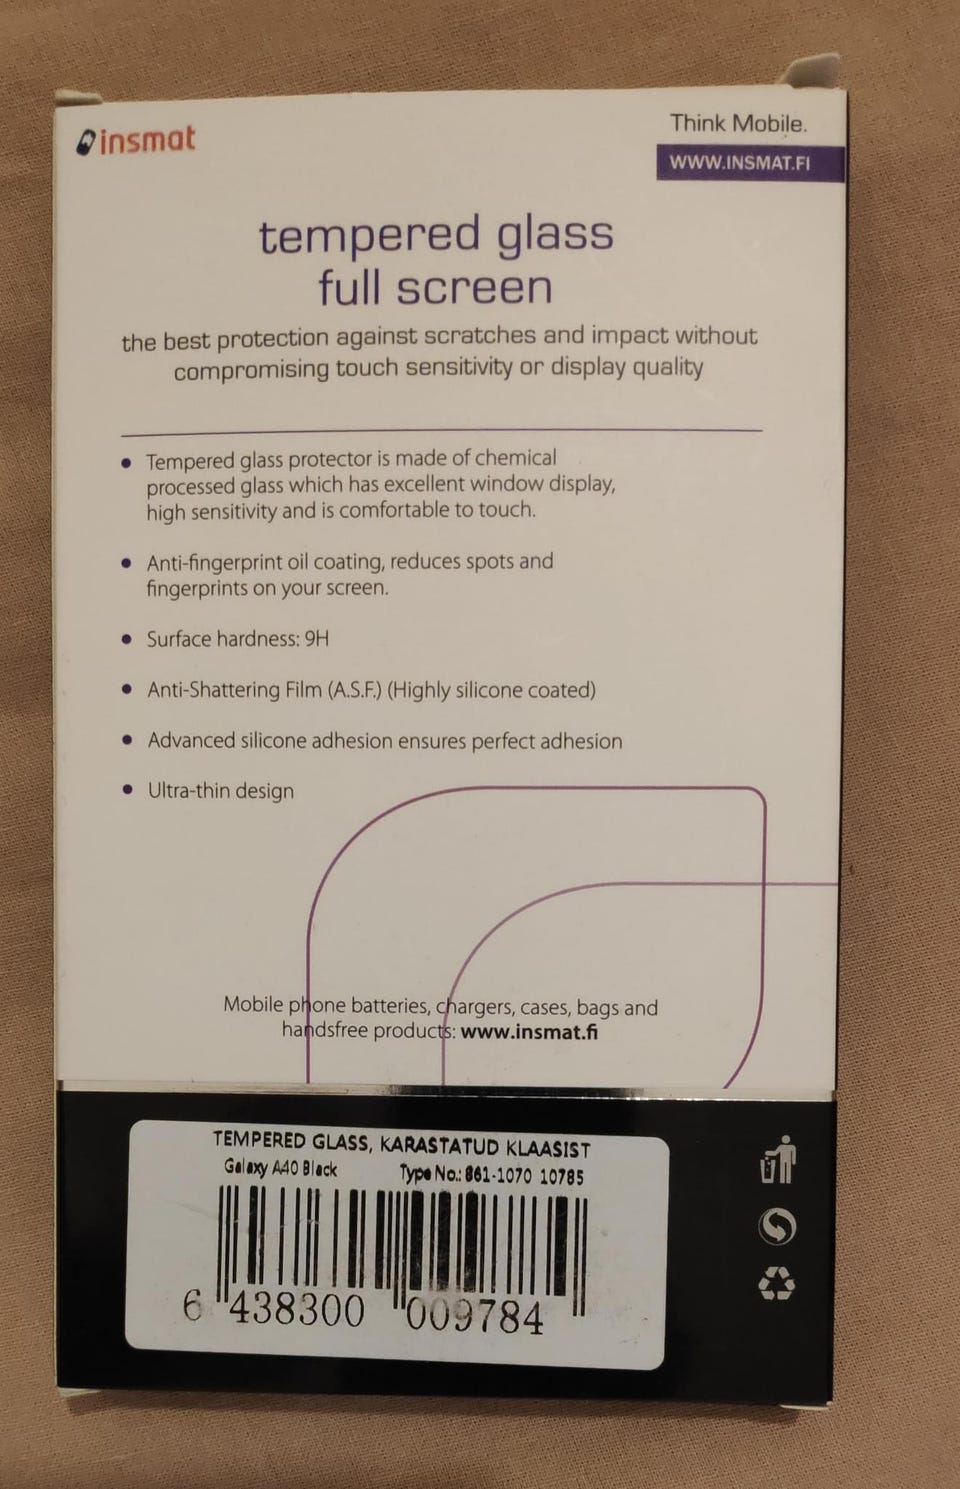 insmat
Think Mobile.
WWW.INSMAT.FI
tempered glass
full screen
the best protection against scratches and impact without
compromising touch sensitivity or display quality
• Tempered glass protector is made of chemical
processed glass which has excellent window display,
high sensitivity and is comfortable to touch.
• Anti-fingerprint oil coating, reduces spots and
fingerprints on your screen.
• Surface hardness: 9H
• Anti-Shattering Film (A.S.F.) (Highly silicone coated)
• Advanced silicone adhesion ensures perfect adhesion
• Ultra-thin design
Mobile phone batteries, chargers, cases, bags and
handsfree products: www.insmat.fi
TEMPERED GLASS, KARASTATUD KLAASIST
Galaxy A40 Black Type No.: 861-1070 10785
6 438300 009784